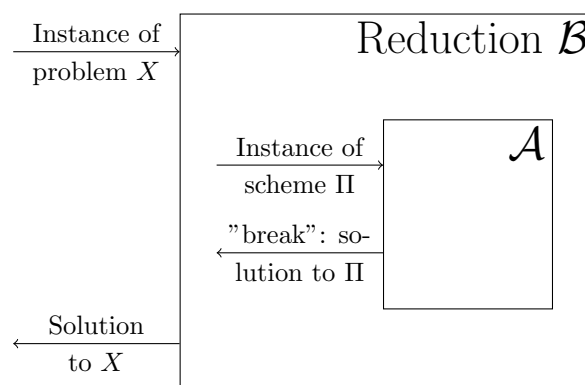 Reduction ℬ
Instance of
problem X
𝒜
Instance of
scheme Π
”break”: so-
lution to Π
Solution
to X